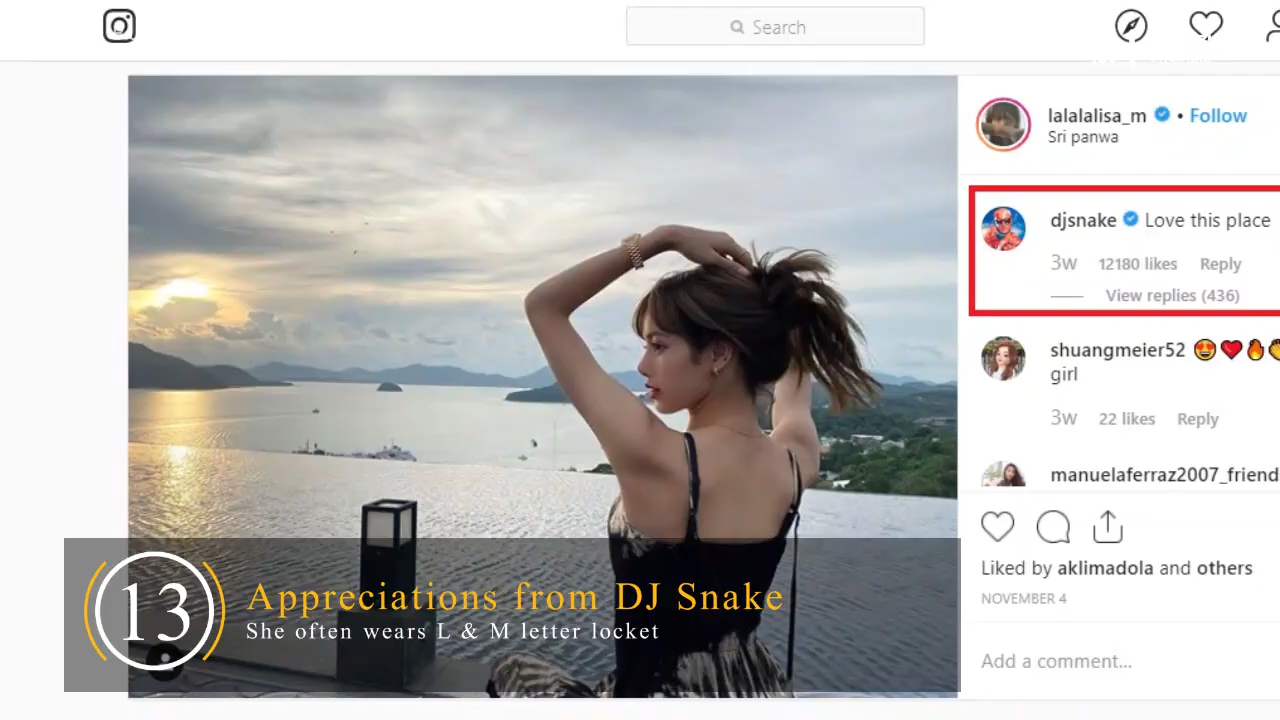 Search
lalalalisa_m • Follow
Sri panwa
djsnake Love this place
3w 12180 likes Reply
View replies (436)
shuangmeier52
girl
3w 22 likes Reply
manuelaferraz2007_friend
Liked by aklimadola and others
NOVEMBER 4
Add a comment...
13
Appreciations from DJ Snake
She often wears L & M letter locket